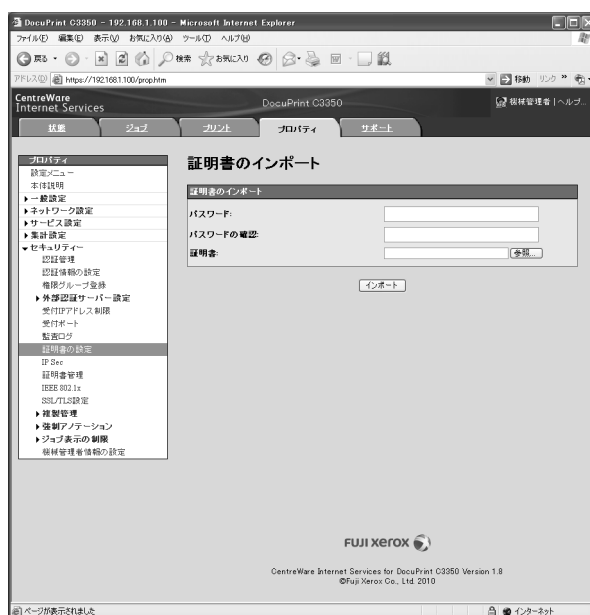 DocuPrint C3350 - 192.168.1.100 - Microsoft Internet Explorer
ファイル(F) 編集(E) 表示(V) お気に入り(A) ツール(T) ヘルプ(H)
戻る 検索 お気に入り
アドレス(D) https://192.168.1.100/prop.htm 移動 リンク »
CentreWare
Internet Services
DocuPrint C3350
機械管理者 | ヘルプ...
状態 ジョブ プリント プロパティ サポート
プロパティ
設定メニュー
本体説明
一般設定
ネットワーク設定
サービス設定
集計設定
セキュリティー
認証管理
認証情報の設定
権限グループ登録
外部認証サーバー設定
受付IPアドレス制限
受付ポート
監査ログ
証明書の設定
IP Sec
証明書管理
IEEE 802.1x
SSL/TLS設定
複製管理
強制アノテーション
ジョブ表示の制限
機械管理者情報の設定
証明書のインポート
証明書のインポート
パスワード:
パスワードの確認:
証明書: 参照...
インポート
FUJI XEROX
CentreWare Internet Services for DocuPrint C3350 Version 1.8
©Fuji Xerox Co., Ltd. 2010
ページが表示されました インターネット